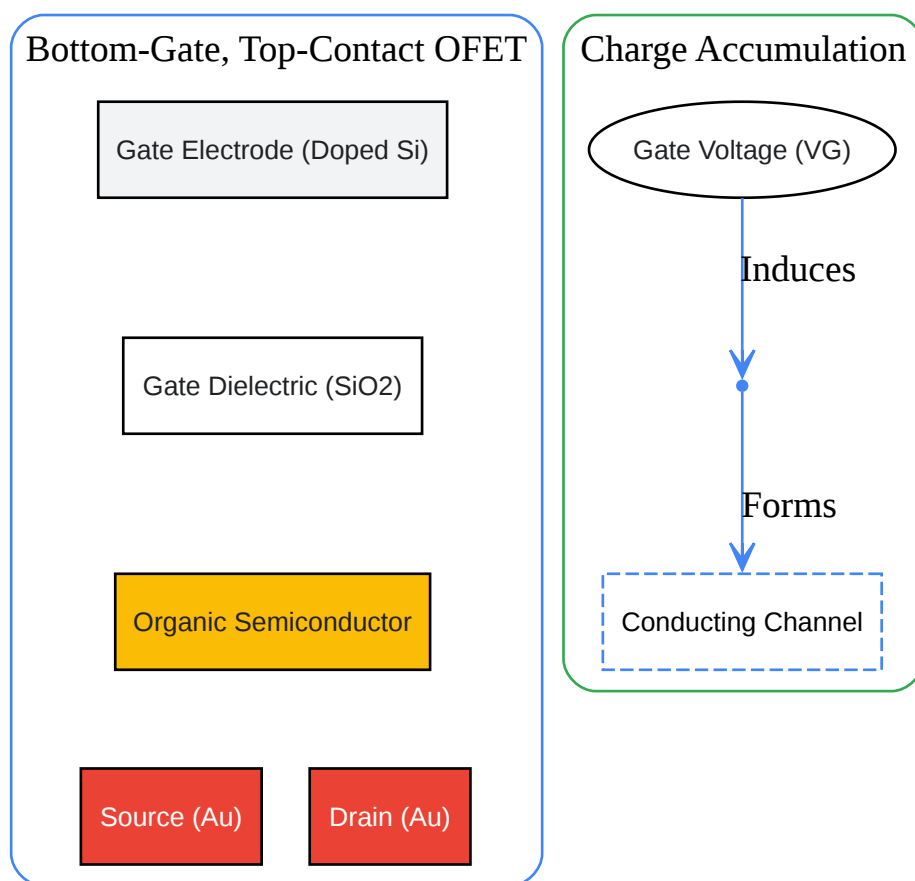 Bottom-Gate, Top-Contact OFET
Gate Electrode (Doped Si)
Gate Dielectric (SiO2)
Organic Semiconductor
Source (Au)
Drain (Au)
Charge Accumulation
Gate Voltage (VG)
Induces
Forms
Conducting Channel